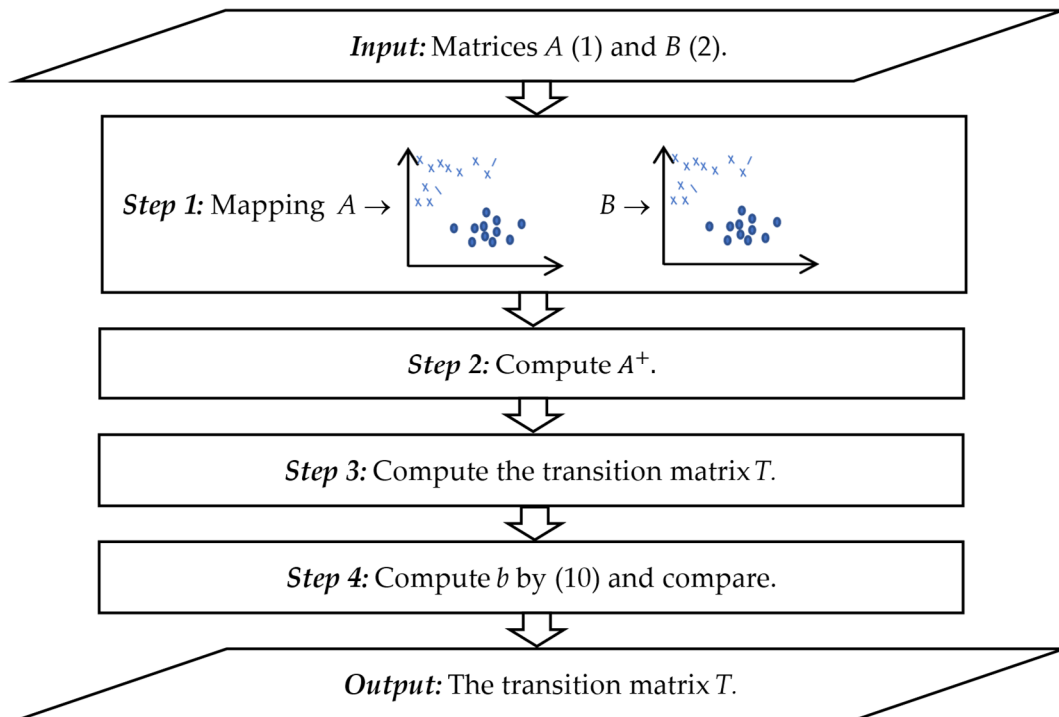 Input: Matrices A (1) and B (2).
Step 1: Mapping A → B →
Step 2: Compute A⁺.
Step 3: Compute the transition matrix T.
Step 4: Compute b by (10) and compare.
Output: The transition matrix T.